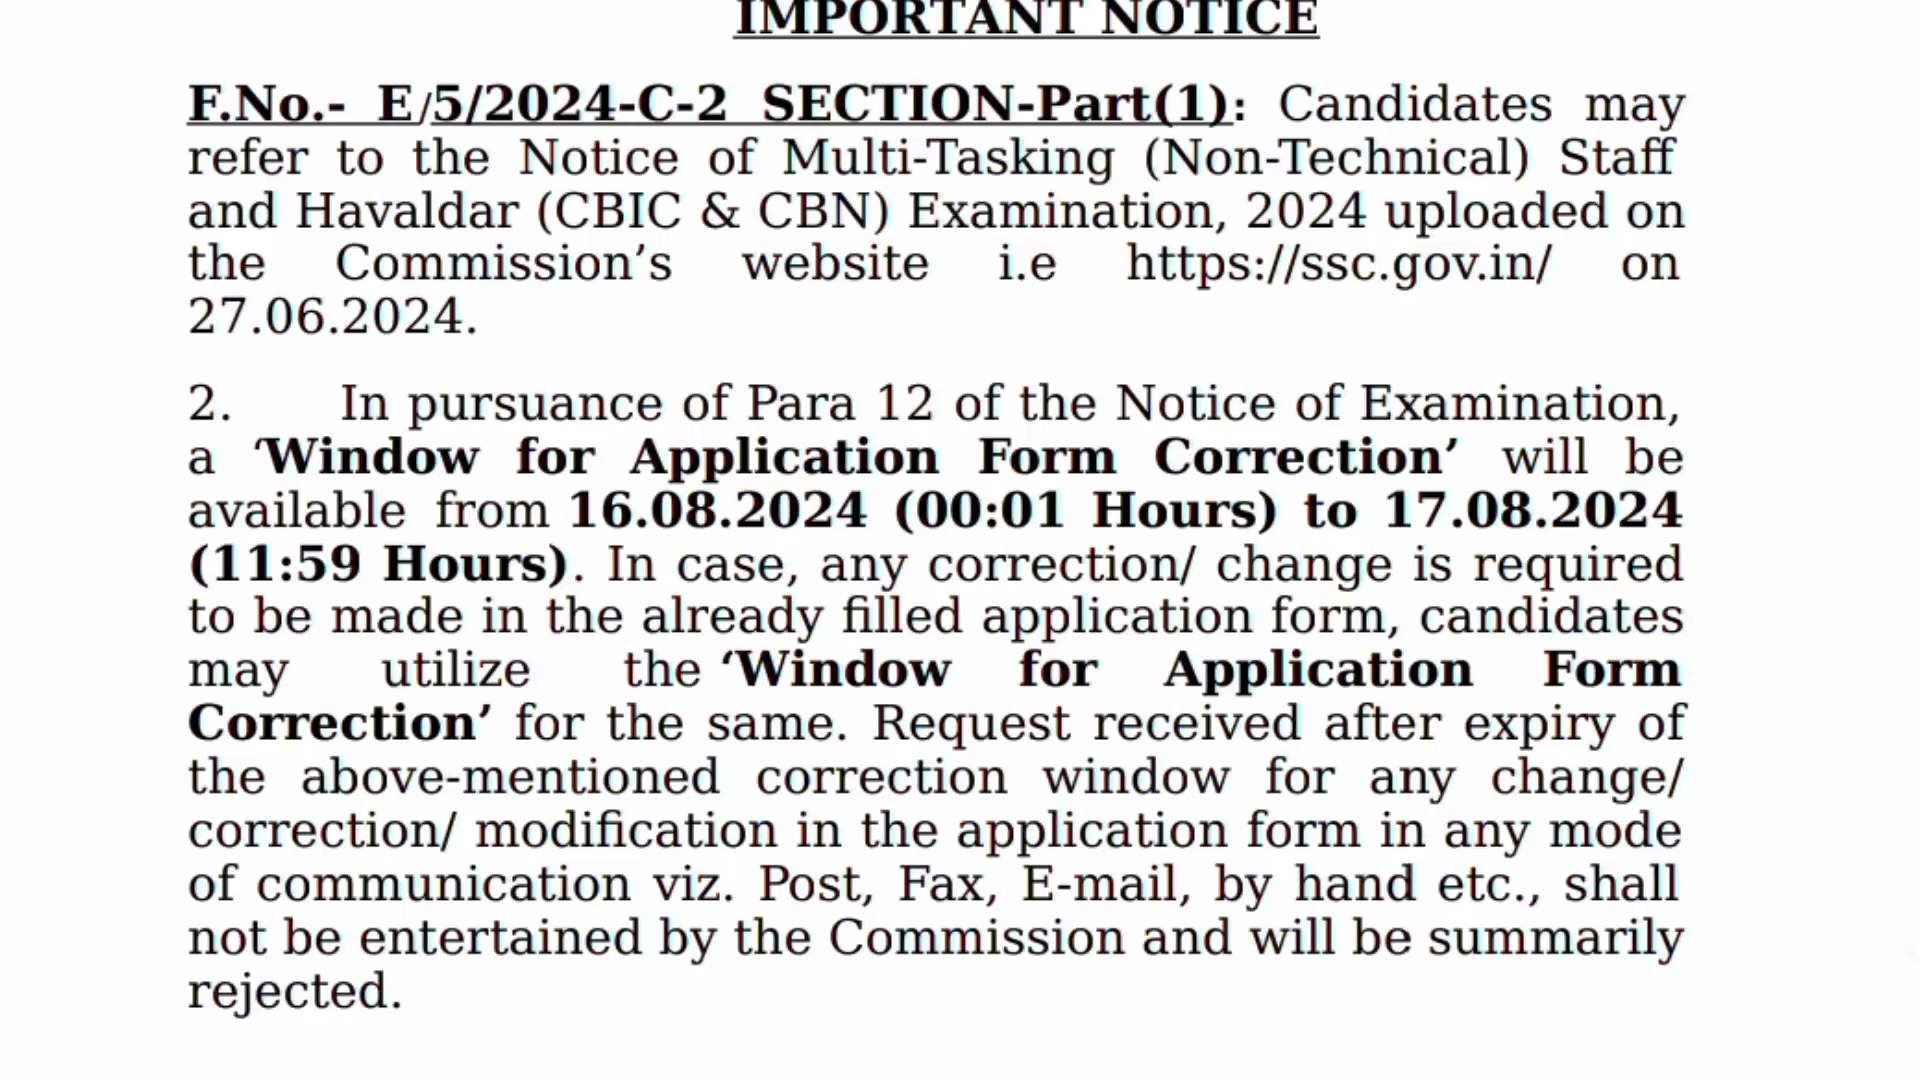 IMPORTANT NOTICE
F.No.- E/5/2024-C-2 SECTION-Part(1): Candidates may
refer to the Notice of Multi-Tasking (Non-Technical) Staff
and Havaldar (CBIC & CBN) Examination, 2024 uploaded on
the Commission’s website i.e https://ssc.gov.in/ on
27.06.2024.
2. In pursuance of Para 12 of the Notice of Examination,
a ‘Window for Application Form Correction’ will be
available from 16.08.2024 (00:01 Hours) to 17.08.2024
(11:59 Hours). In case, any correction/ change is required
to be made in the already filled application form, candidates
may utilize the ‘Window for Application Form
Correction’ for the same. Request received after expiry of
the above-mentioned correction window for any change/
correction/ modification in the application form in any mode
of communication viz. Post, Fax, E-mail, by hand etc., shall
not be entertained by the Commission and will be summarily
rejected.